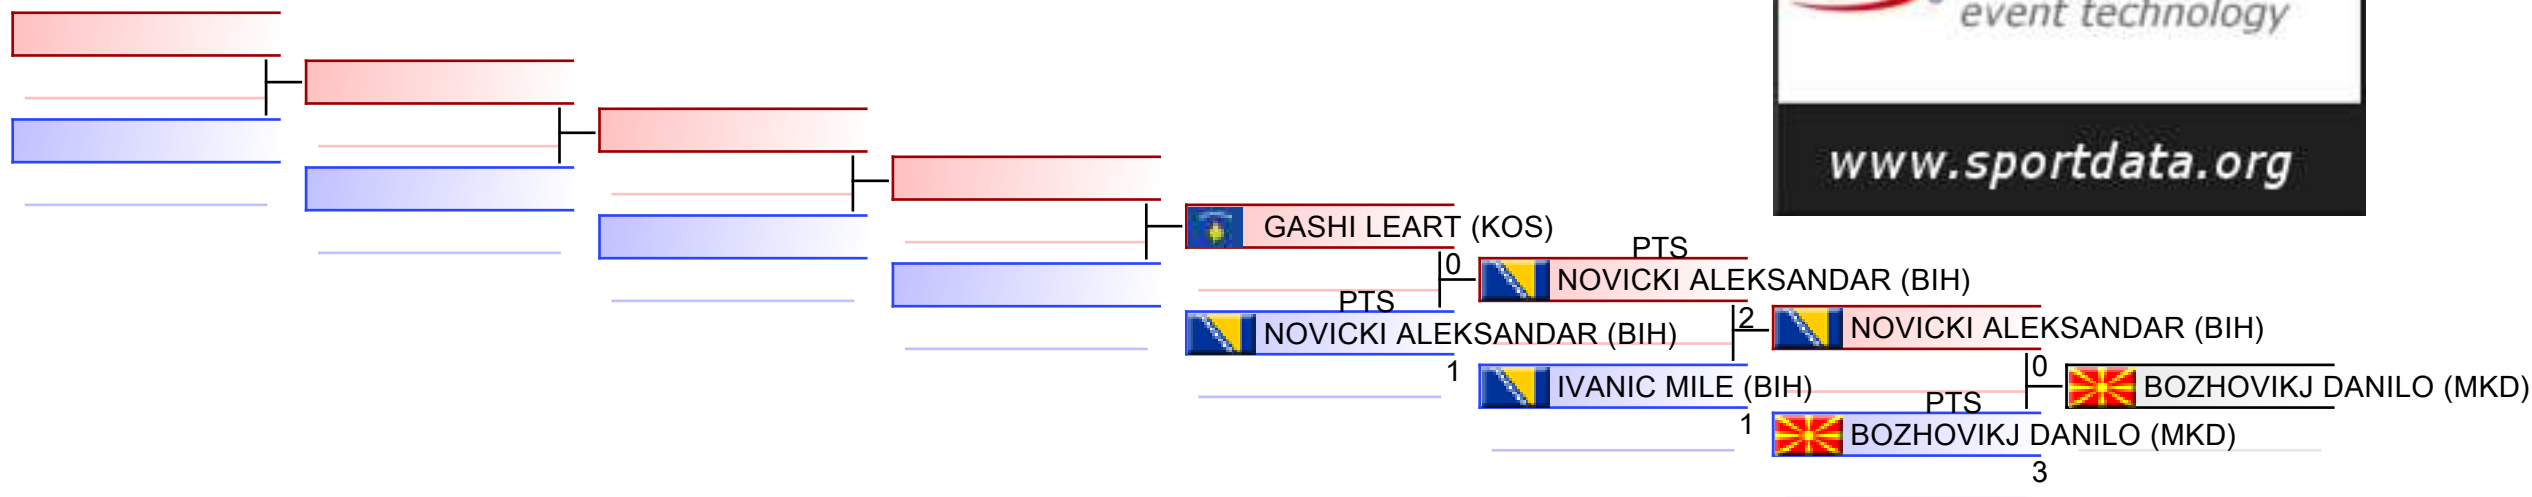 event technology
www.sportdata.org
GASHI LEART (KOS)
0
PTS
NOVICKI ALEKSANDAR (BIH)
PTS
NOVICKI ALEKSANDAR (BIH)
1
2
NOVICKI ALEKSANDAR (BIH)
IVANIC MILE (BIH)
1
0
BOZHOVIKJ DANILO (MKD)
PTS
BOZHOVIKJ DANILO (MKD)
3